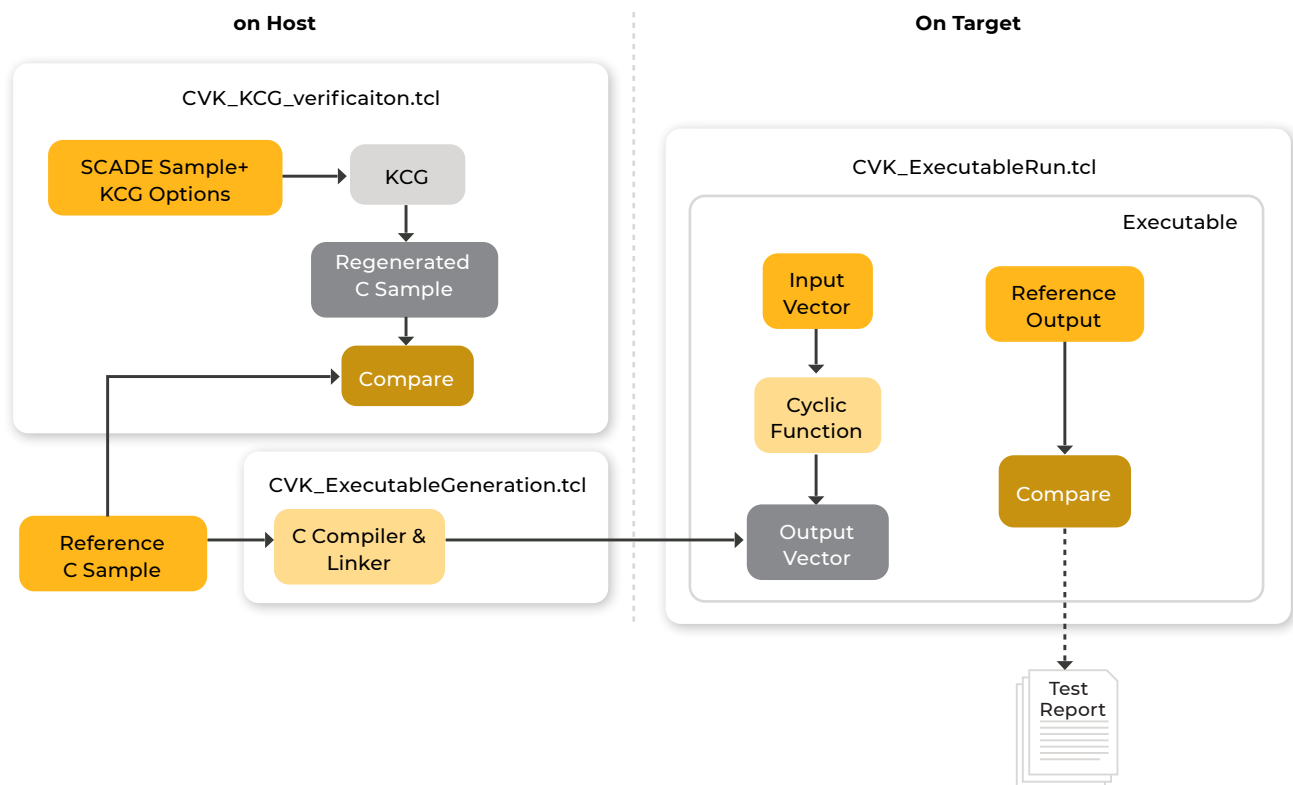 on Host
On Target
CVK_KCG_verificaiton.tcl
SCADE Sample+
KCG Options
KCG
Regenerated
C Sample
Compare
CVK_ExecutableGeneration.tcl
Reference
C Sample
C Compiler &
Linker
CVK_ExecutableRun.tcl
Executable
Input
Vector
Cyclic
Function
Output
Vector
Reference
Output
Compare
Test
Report